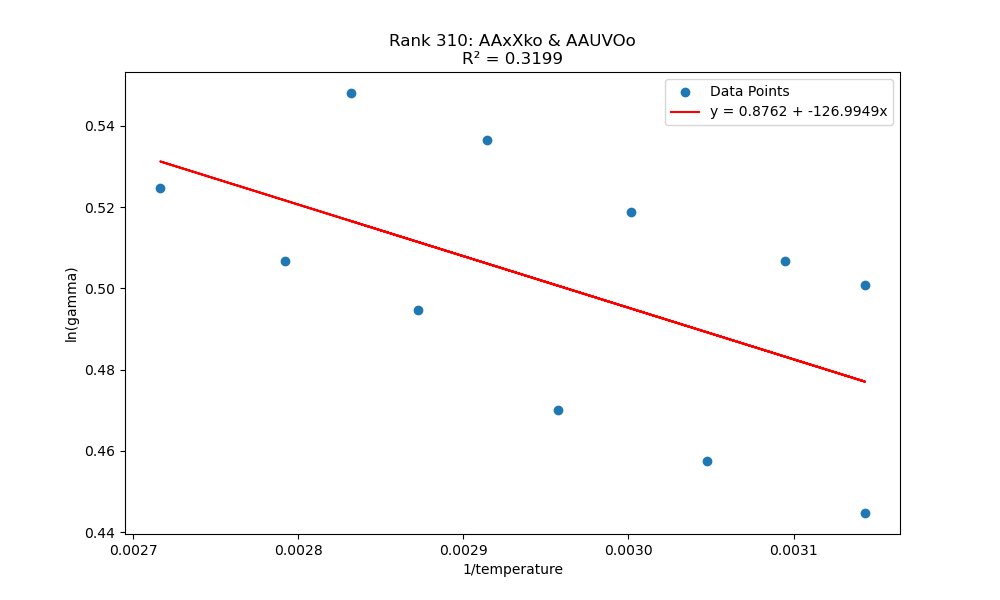 Rank 310: AAxXko & AAUVOo
R² = 0.3199
Data Points
y = 0.8762 + -126.9949x
ln(gamma)
0.54
0.52
0.50
0.48
0.46
0.44
0.0027
0.0028
0.0029
0.0030
0.0031
1/temperature